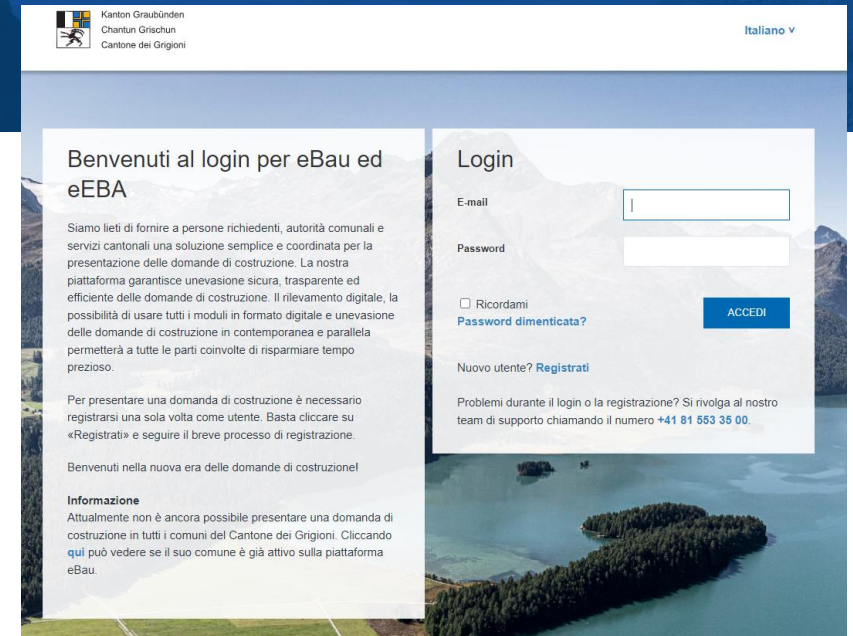 Kanton Graubünden
Chantun Grischun
Cantone dei Grigioni
Italiano ˅
Benvenuti al login per eBau ed
eEBA
Siamo lieti di fornire a persone richiedenti, autorità comunali e
servizi cantonali una soluzione semplice e coordinata per la
presentazione delle domande di costruzione. La nostra
piattaforma garantisce unevasione sicura, trasparente ed
efficiente delle domande di costruzione. Il rilevamento digitale, la
possibilità di usare tutti i moduli in formato digitale e unevasione
delle domande di costruzione in contemporanea e parallela
permetterà a tutte le parti coinvolte di risparmiare tempo
prezioso.
Per presentare una domanda di costruzione è necessario
registrarsi una sola volta come utente. Basta cliccare su
«Registrati» e seguire il breve processo di registrazione.
Benvenuti nella nuova era delle domande di costruzione!
Informazione
Attualmente non è ancora possibile presentare una domanda di
costruzione in tutti i comuni del Cantone dei Grigioni. Cliccando
qui può vedere se il suo comune è già attivo sulla piattaforma
eBau.
Login
E-mail
Password
Ricordami
Password dimenticata?
ACCEDI
Nuovo utente? Registrati
Problemi durante il login o la registrazione? Si rivolga al nostro
team di supporto chiamando il numero +41 81 553 35 00.